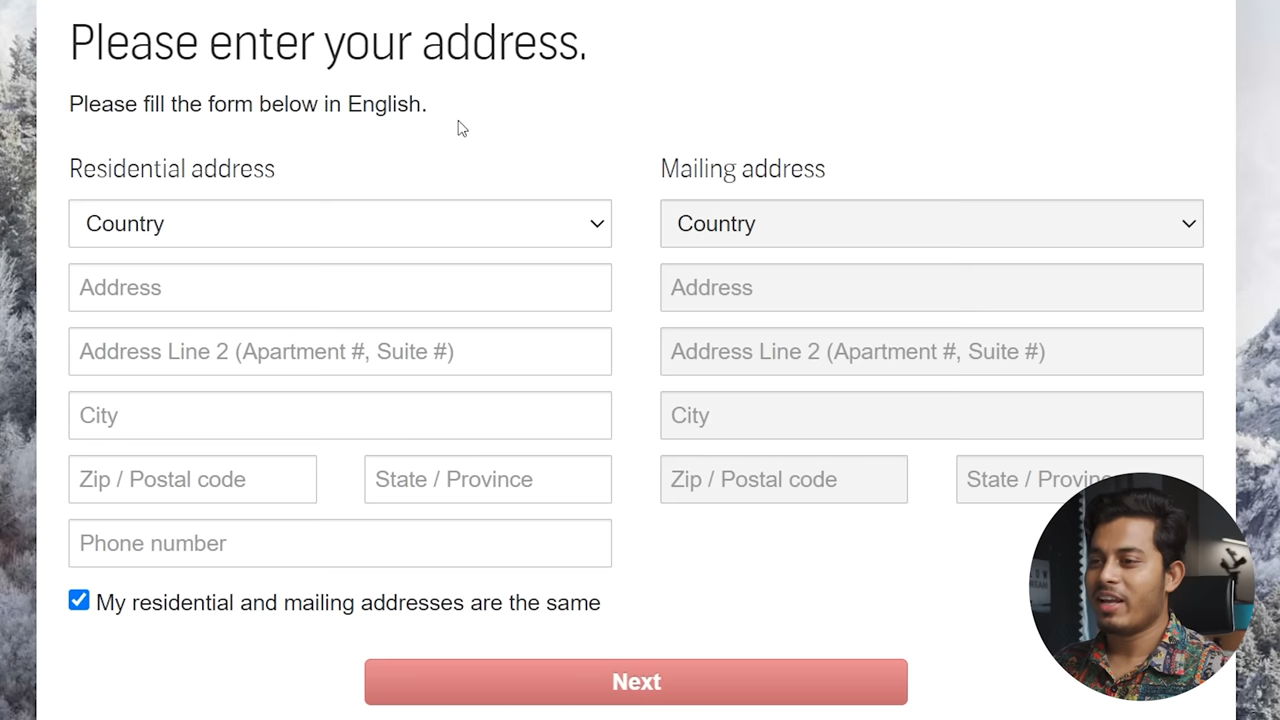 Please enter your address.
Please fill the form below in English.
Residential address
Country
Address
Address Line 2 (Apartment #, Suite #)
City
Zip / Postal code
State / Province
Phone number
My residential and mailing addresses are the same
Mailing address
Country
Address
Address Line 2 (Apartment #, Suite #)
City
Zip / Postal code
State /
Next